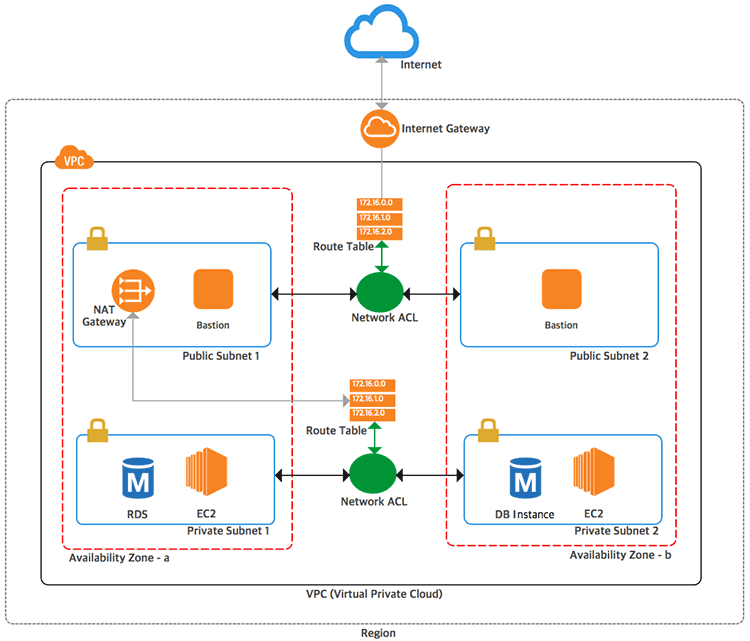 Internet
Internet Gateway
VPC
172.16.0.0
172.16.1.0
172.16.2.0
Route Table
NAT
Gateway
Bastion
Network ACL
Bastion
Public Subnet 1
Public Subnet 2
172.16.0.0
172.16.1.0
172.16.2.0
Route Table
M
M
RDS
EC2
Network ACL
DB Instance
EC2
Private Subnet 1
Private Subnet 2
Availability Zone - a
Availability Zone - b
VPC (Virtual Private Cloud)
Region